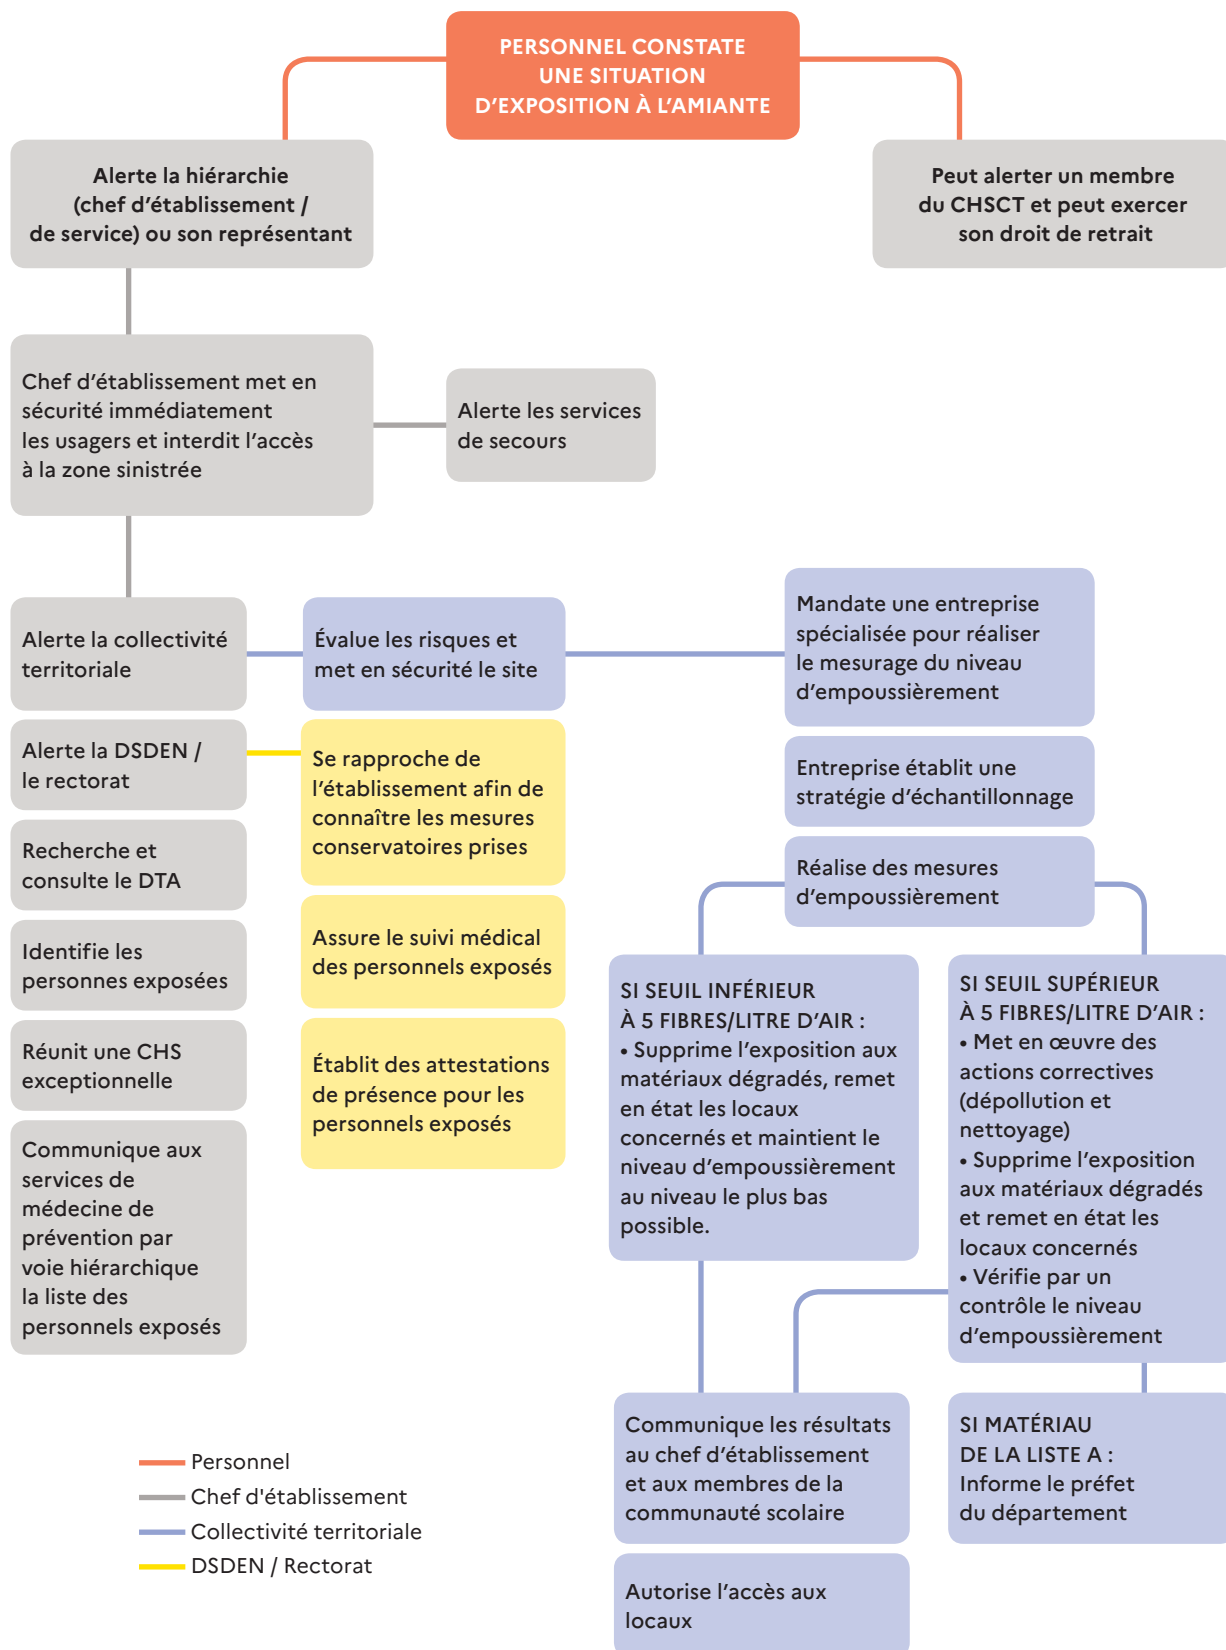 PERSONNEL CONSTATE
UNE SITUATION
D'EXPOSITION À L'AMIANTE
Alerte la hiérarchie
(chef d'établissement /
de service) ou son représentant
Peut alerter un membre
du CHSCT et peut exercer
son droit de retrait
Chef d'établissement met en
sécurité immédiatement
les usagers et interdit l'accès
à la zone sinistrée
Alerte les services
de secours
Alerte la collectivité
territoriale
Évalue les risques et
met en sécurité le site
Mandate une entreprise
spécialisée pour réaliser
le mesurage du niveau
d'empoussièrement
Alerte la DSDEN /
le rectorat
Se rapproche de
l'établissement afin de
connaître les mesures
conservatoires prises
Entreprise établit une
stratégie d'échantillonnage
Recherche et
consulte le DTA
Réalise des mesures
d'empoussièrement
Identifie les
personnes exposées
Assure le suivi médical
des personnels exposés
Réunit une CHS
exceptionnelle
Établit des attestations
de présence pour les
personnels exposés
Communique aux
services de
médecine de
prévention par
voie hiérarchique
la liste des
personnels exposés
SI SEUIL INFÉRIEUR
À 5 FIBRES/LITRE D'AIR :
• Supprime l'exposition aux
matériaux dégradés, remet
en état les locaux
concernés et maintient le
niveau d'empoussièrement
au niveau le plus bas
possible.
SI SEUIL SUPÉRIEUR
À 5 FIBRES/LITRE D'AIR :
• Met en œuvre des
actions correctives
(dépollution et
nettoyage)
• Supprime l'exposition
aux matériaux dégradés
et remet en état les
locaux concernés
• Vérifie par un
contrôle le niveau
d'empoussièrement
Communique les résultats
au chef d'établissement
et aux membres de la
communauté scolaire
SI MATÉRIAU
DE LA LISTE A :
Informe le préfet
du département
Autorise l'accès aux
locaux
Personnel
Chef d'établissement
Collectivité territoriale
DSDEN / Rectorat